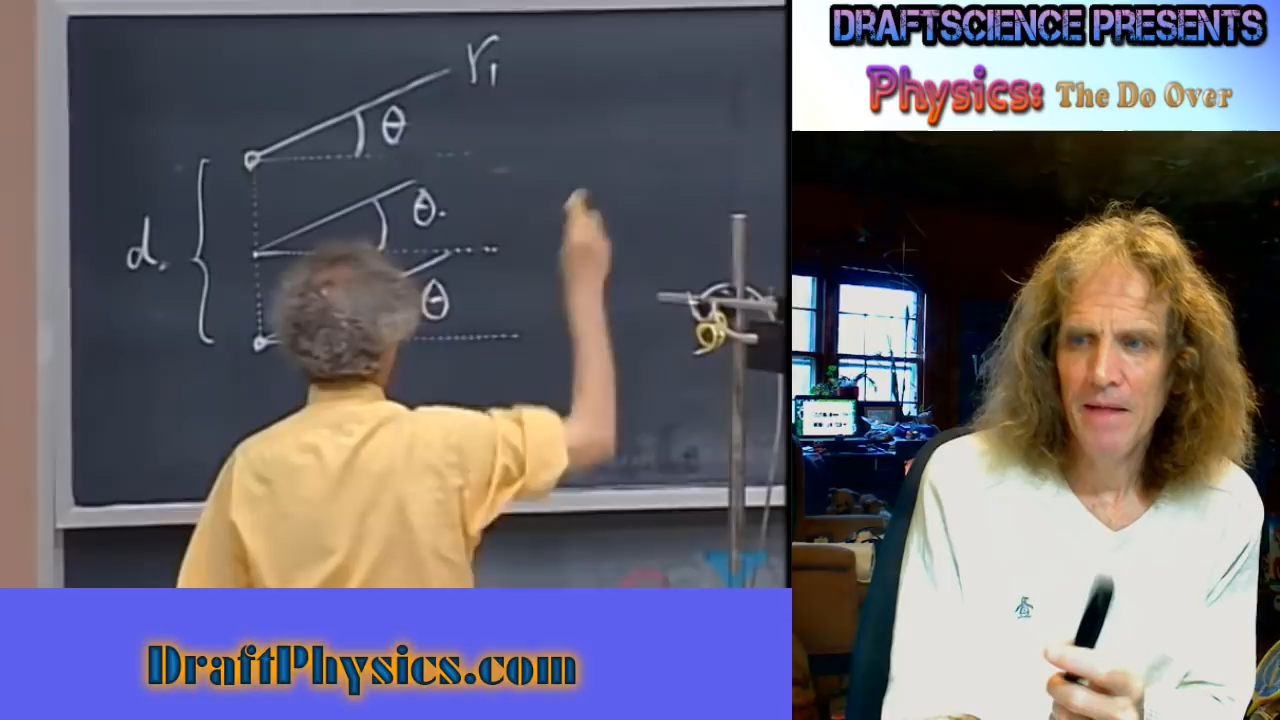 DRAFTSCIENCE PRESENTS
Physics: The Do Over
r₁
θ
θ.
d.
θ
DraftPhysics.com